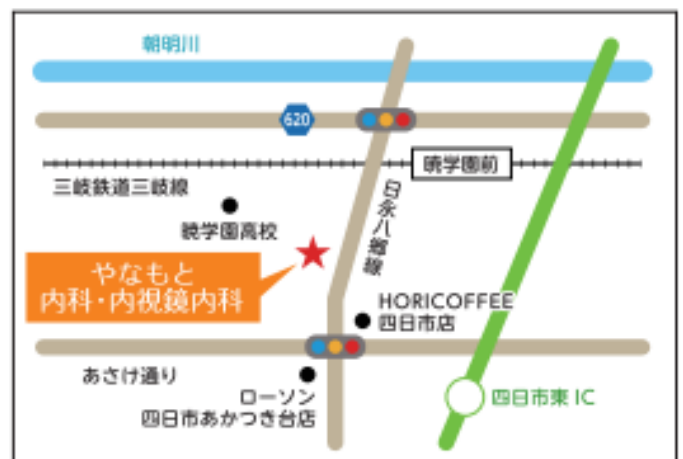 朝明川
620
暁学園前
三岐鉄道三岐線
日永八郷線
暁学園高校
やなもと
内科・内視鏡内科
HORICOFFEE
四日市店
あさけ通り
ローソン
四日市あかつき台店
四日市東 IC